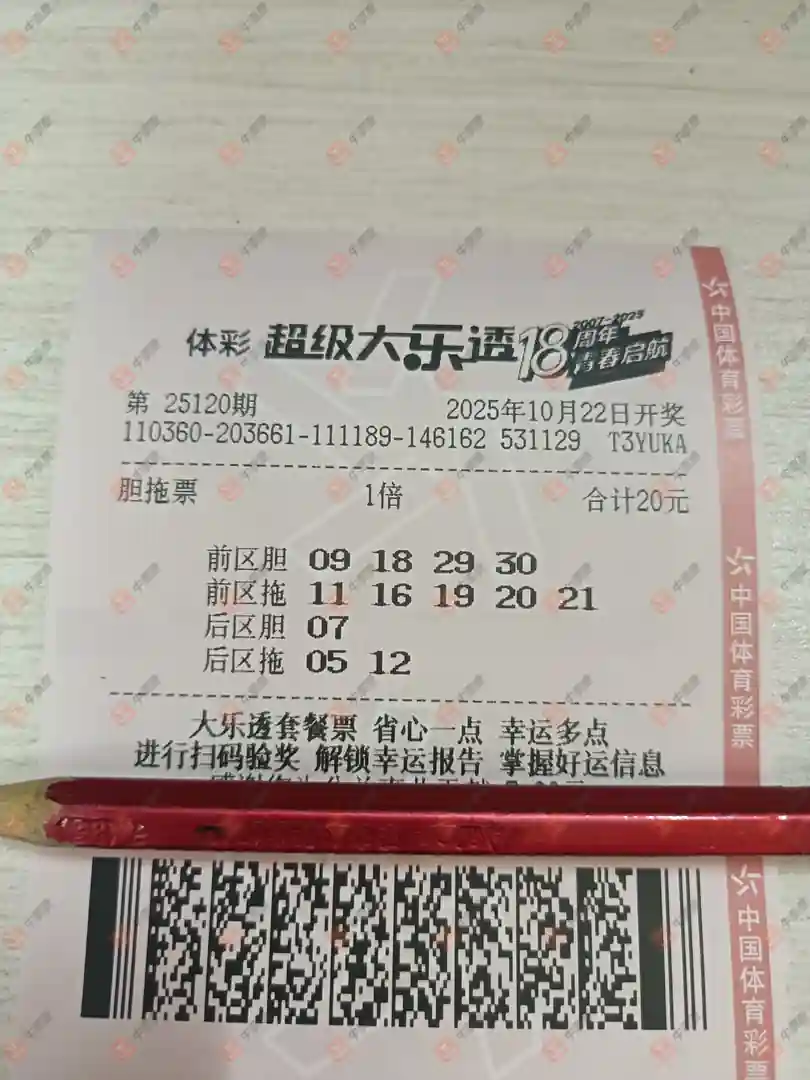 体彩 超级大乐透 18 2007-2025 周年 青春启航
第 25120期 2025年10月22日开奖
110360-203661-111189-146162 531129 T3YUKA
胆拖票 1倍 合计20元
前区胆 09 18 29 30
前区拖 11 16 19 20 21
后区胆 07
后区拖 05 12
大乐透套餐票 省心一点 幸运多点
进行扫码验奖 解锁幸运报告 掌握好运信息
中国体育彩票
中国体育彩票
中国体育彩票